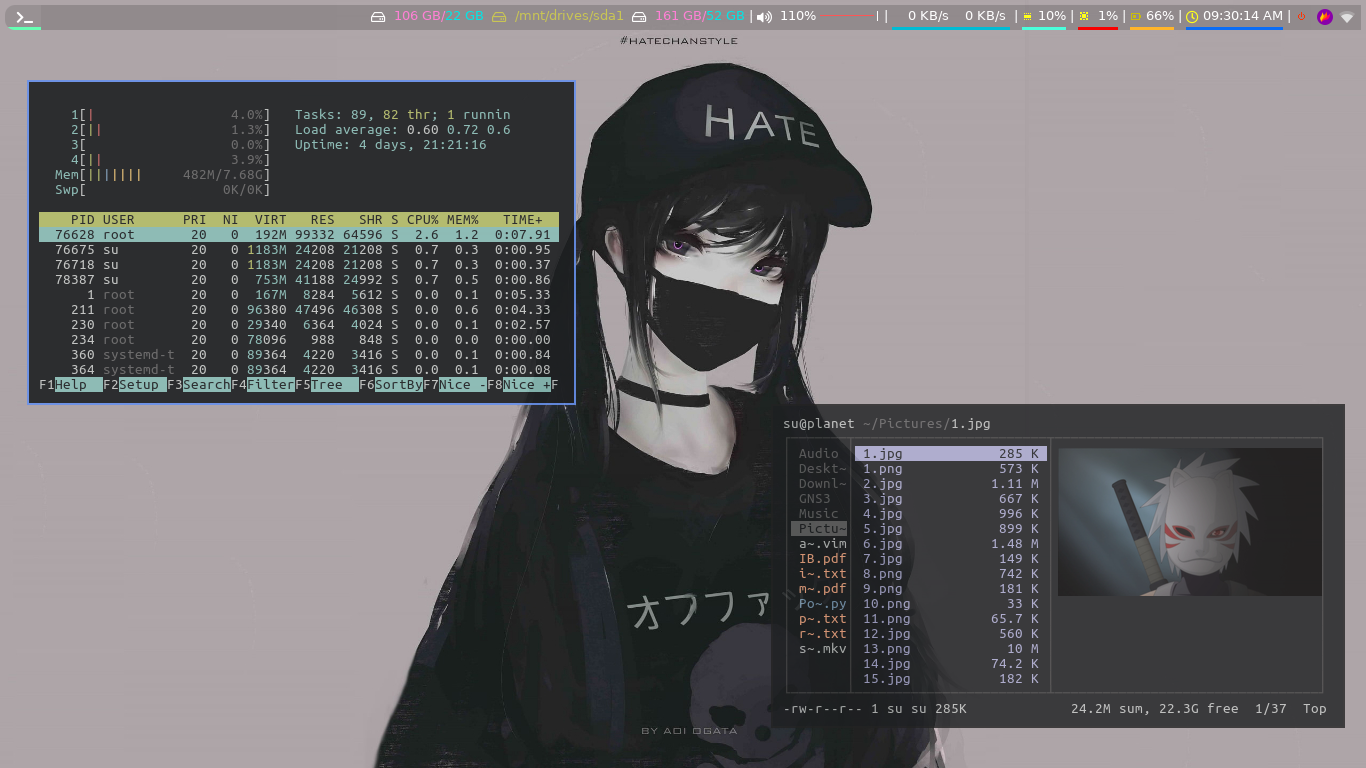 106 GB/22 GB /mnt/drives/sda1 161 GB/52 GB | 110% | | 0 KB/s 0 KB/s | 10% | 1% | 66% | 09:30:14 AM |
#HATECHANSTYLE
HATE
1[| 4.0%] Tasks: 89, 82 thr; 1 runnin
2[|| 1.3%] Load average: 0.60 0.72 0.6
3[ 0.0%] Uptime: 4 days, 21:21:16
4[|| 3.9%]
Mem[||||||| 482M/7.68G]
Swp[ 0K/0K]
PID USER PRI NI VIRT RES SHR S CPU% MEM% TIME+
76628 root 20 0 192M 99332 64596 S 2.6 1.2 0:07.91
76675 su 20 0 1183M 24208 21208 S 0.7 0.3 0:00.95
76718 su 20 0 1183M 24208 21208 S 0.7 0.3 0:00.37
78387 su 20 0 753M 41188 24992 S 0.7 0.5 0:00.86
1 root 20 0 167M 8284 5612 S 0.0 0.1 0:05.33
211 root 20 0 96380 47496 46308 S 0.0 0.6 0:04.33
230 root 20 0 29340 6364 4024 S 0.0 0.1 0:02.57
234 root 20 0 78096 988 848 S 0.0 0.0 0:00.00
360 systemd-t 20 0 89364 4220 3416 S 0.0 0.1 0:00.84
364 systemd-t 20 0 89364 4220 3416 S 0.0 0.1 0:00.08
F1Help F2Setup F3SearchF4FilterF5Tree F6SortByF7Nice -F8Nice +F
su@planet ~/Pictures/1.jpg
Audio 1.jpg 285 K
Deskt~ 1.png 573 K
Downl~ 2.jpg 1.11 M
GNS3 3.jpg 667 K
Music 4.jpg 996 K
Pictu~ 5.jpg 899 K
a~.vim 6.jpg 1.48 M
IB.pdf 7.jpg 149 K
i~.txt 8.png 742 K
m~.pdf 9.png 181 K
Po~.py 10.png 33 K
p~.txt 11.png 65.7 K
r~.txt 12.jpg 560 K
s~.mkv 13.png 10 M
14.jpg 74.2 K
15.jpg 182 K
-rw-r--r-- 1 su su 285K 24.2M sum, 22.3G free 1/37 Top
オフファ
BY AOI OGATA